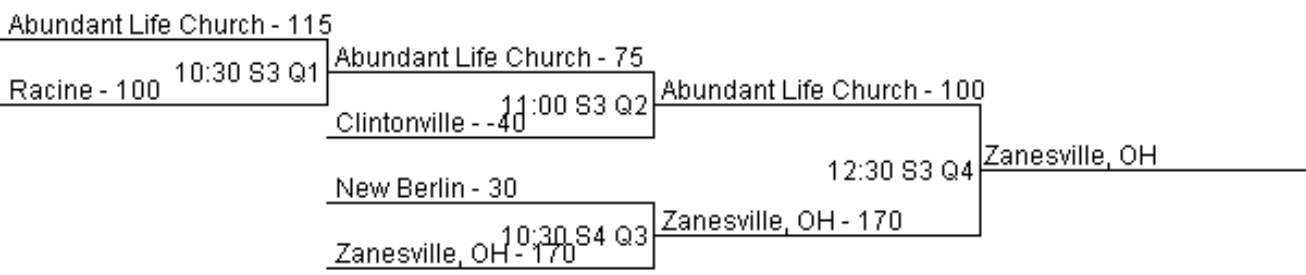 Abundant Life Church - 115
10:30 S3 Q1
Racine - 100
Abundant Life Church - 75
11:00 S3 Q2
Clintonville - -40
New Berlin - 30
10:30 S4 Q3
Zanesville, OH - 170
Abundant Life Church - 100
12:30 S3 Q4
Zanesville, OH - 170
Zanesville, OH